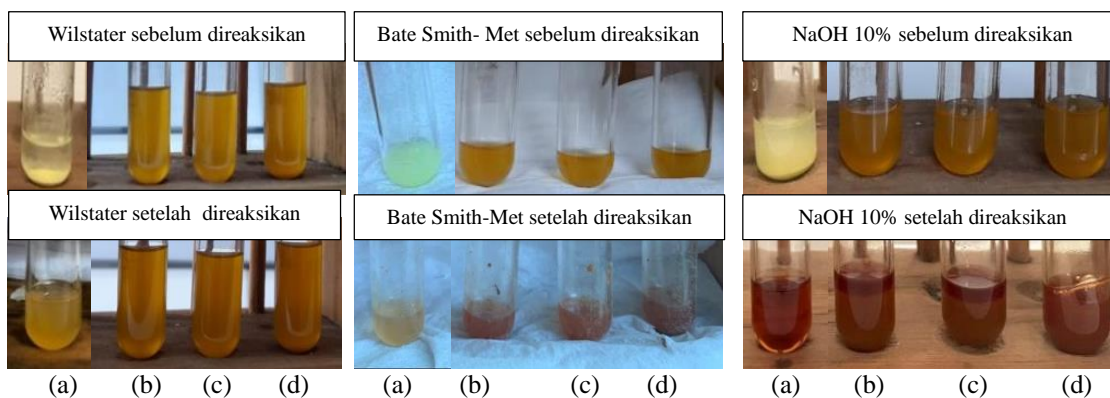 Wilstater sebelum direaksikan
Bate Smith- Met sebelum direaksikan
NaOH 10% sebelum direaksikan
Wilstater setelah direaksikan
Bate Smith-Met setelah direaksikan
NaOH 10% setelah direaksikan
(a) (b) (c) (d) (a) (b) (c) (d) (a) (b) (c) (d)